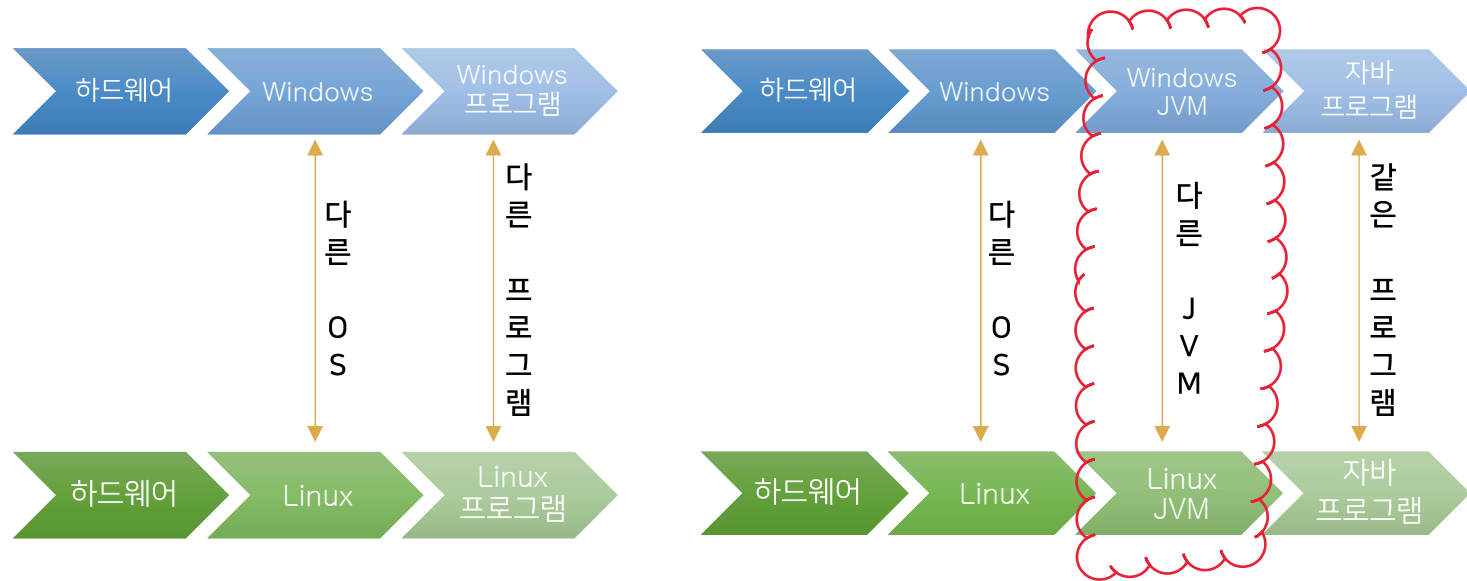 하드웨어
Windows
Windows
프로그램
다른 OS
다른 프로그램
하드웨어
Linux
Linux
프로그램
하드웨어
Windows
Windows
JVM
자바
프로그램
다른 OS
다른 JVM
같은 프로그램
하드웨어
Linux
Linux
JVM
자바
프로그램